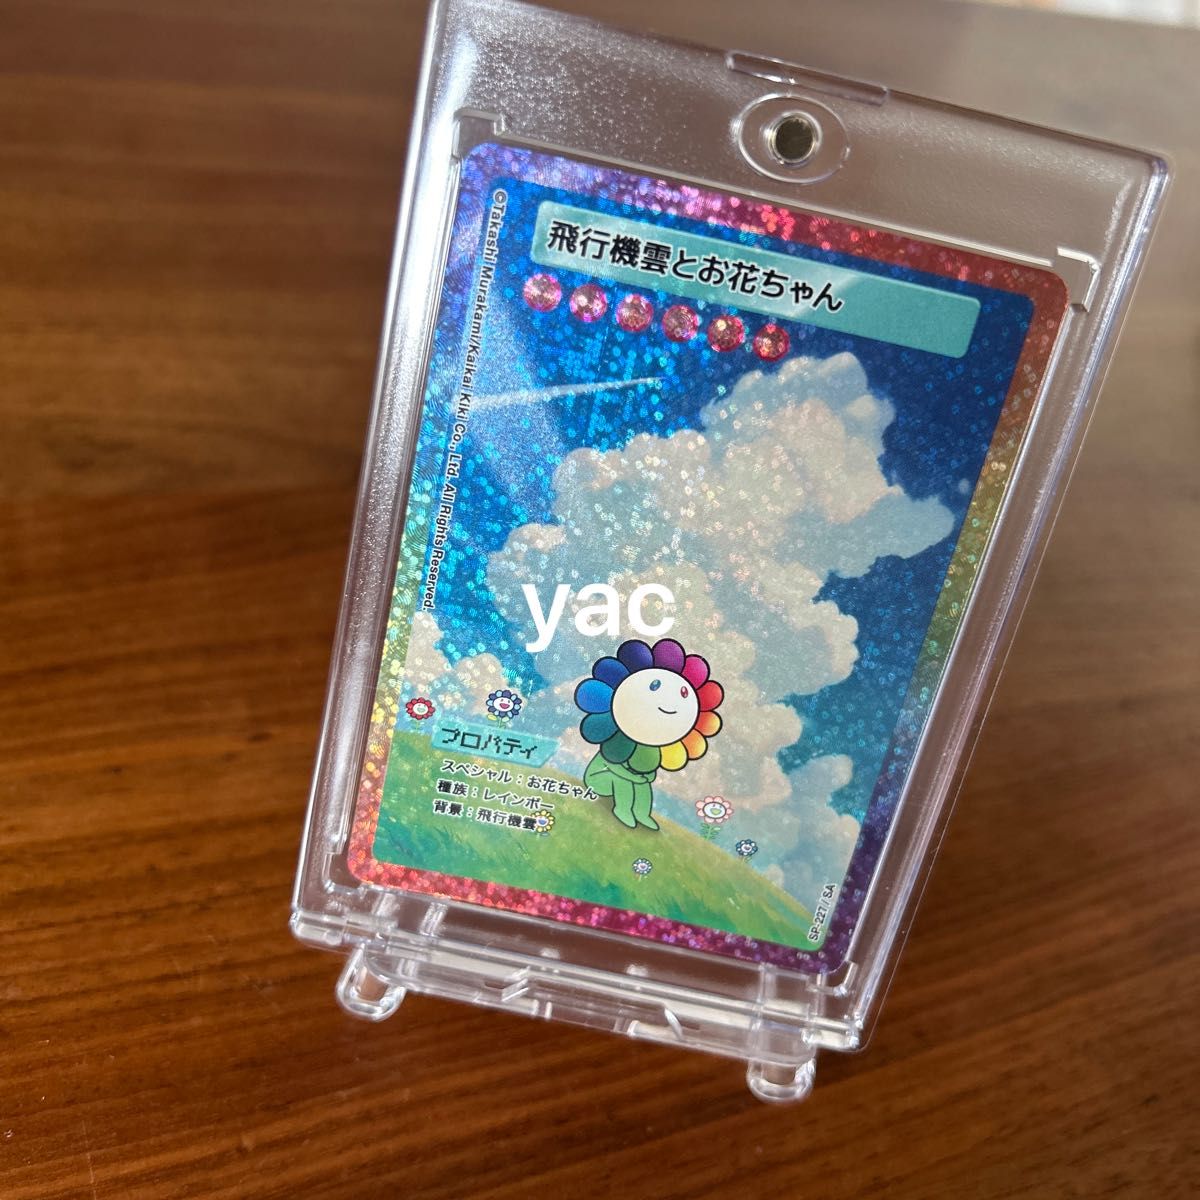 飛行機雲とお花ちゃん
©Takashi Murakami/Kaikai Kiki Co., Ltd. All Rights Reserved.
yac
プロパティ
スペシャル：お花ちゃん
種族：レインボー
背景：飛行機雲
SP-227 / SA